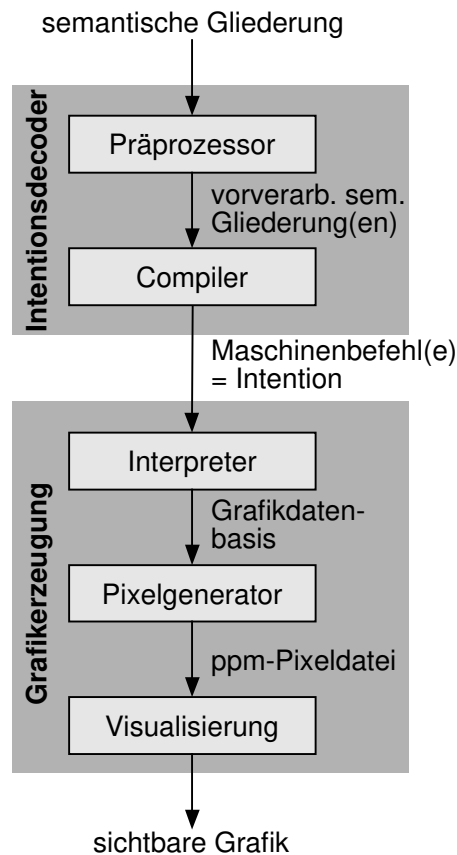 semantische Gliederung
Intentionsdecoder
Präprozessor
vorverarb. sem.
Gliederung(en)
Compiler
Maschinenbefehl(e)
= Intention
Grafikerzeugung
Interpreter
Grafikdaten-
basis
Pixelgenerator
ppm-Pixeldatei
Visualisierung
sichtbare Grafik